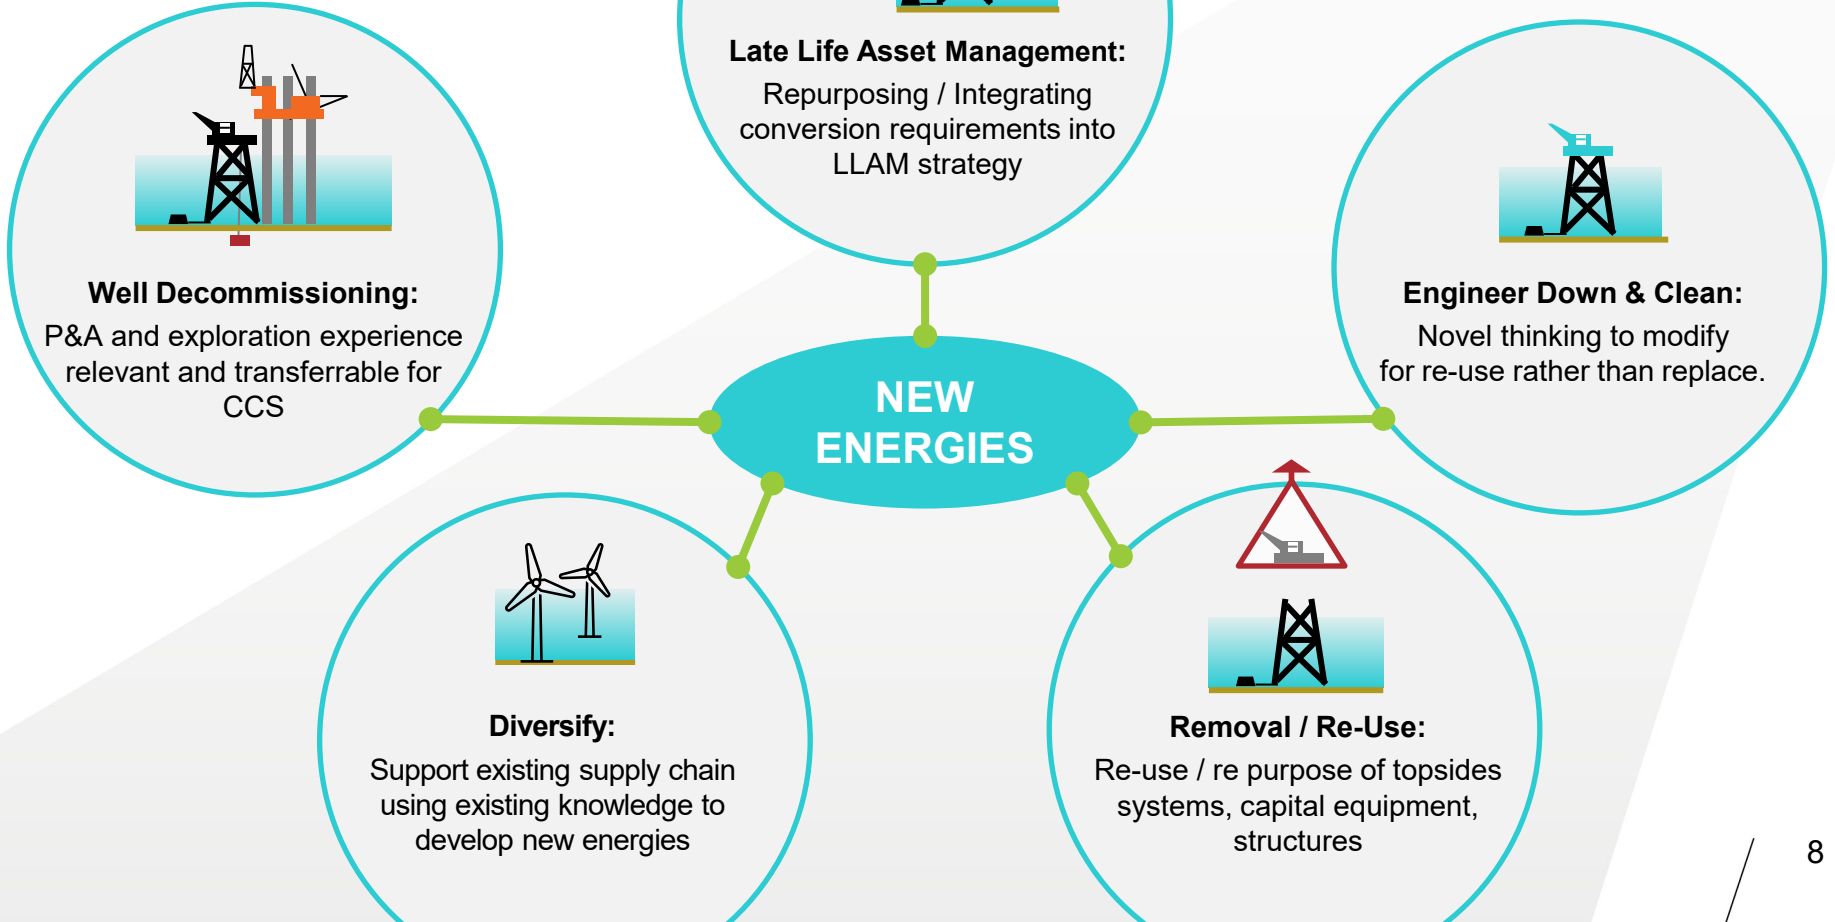 Late Life Asset Management:
Repurposing / Integrating
conversion requirements into
LLAM strategy
Well Decommissioning:
P&A and exploration experience
relevant and transferrable for
CCS
Engineer Down & Clean:
Novel thinking to modify
for re-use rather than replace.
NEW
ENERGIES
Diversify:
Support existing supply chain
using existing knowledge to
develop new energies
Removal / Re-Use:
Re-use / re purpose of topsides
systems, capital equipment,
structures
8